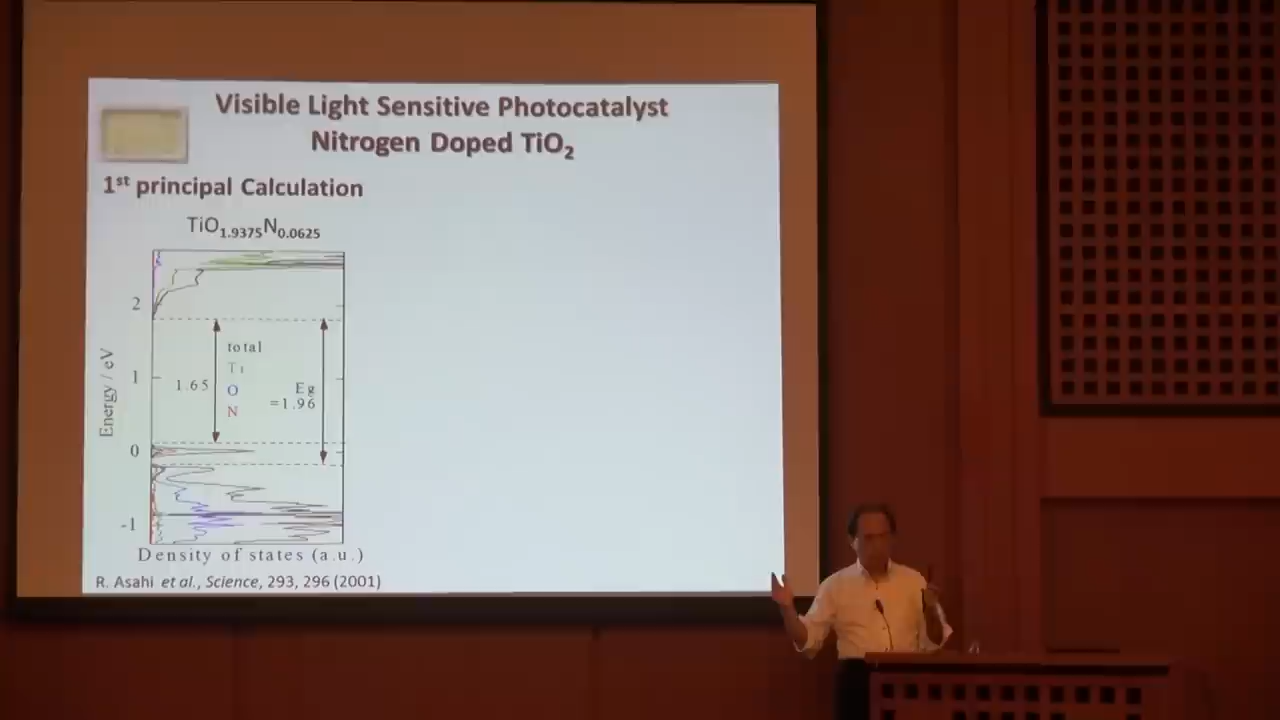 Visible Light Sensitive Photocatalyst
Nitrogen Doped TiO₂
1ˢᵗ principal Calculation
TiO₁.₉₃₇₅N₀.₀₆₂₅
2
1
0
-1
Energy / eV
total
Ti
O
N
1.65
Eg
=1.96
Density of states (a.u.)
R. Asahi et al., Science, 293, 296 (2001)